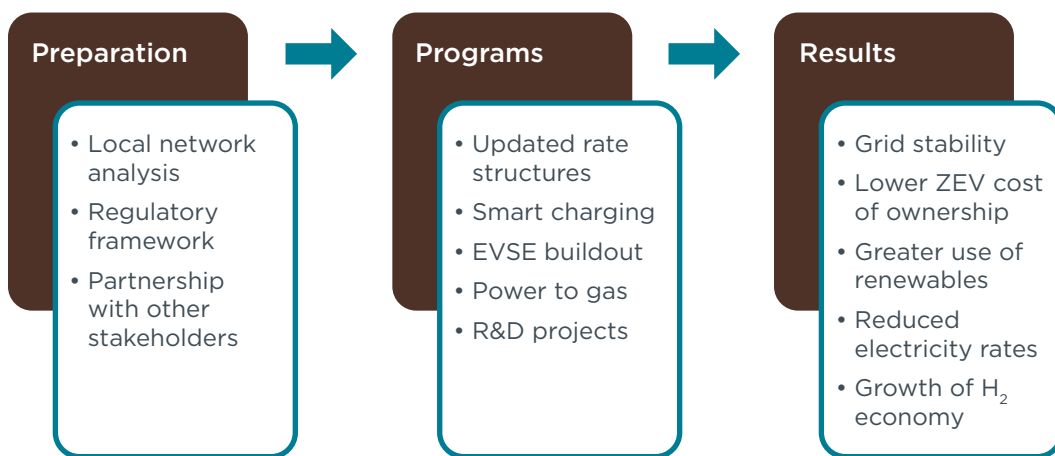 Preparation
• Local network
analysis
• Regulatory
framework
• Partnership
with other
stakeholders
Programs
• Updated rate
structures
• Smart charging
• EVSE buildout
• Power to gas
• R&D projects
Results
• Grid stability
• Lower ZEV cost
of ownership
• Greater use of
renewables
• Reduced
electricity rates
• Growth of H₂
economy